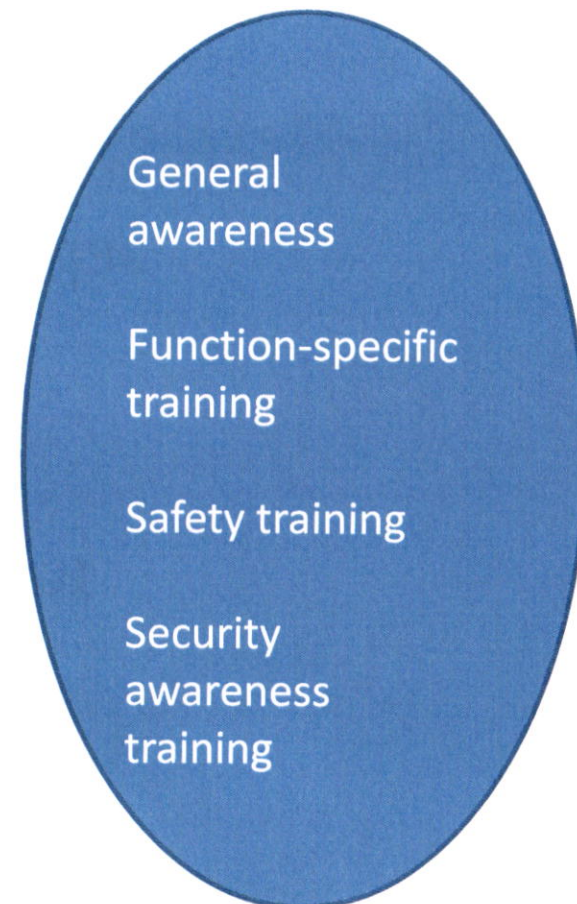 General
awareness
Function-specific
training
Safety training
Security
awareness
training